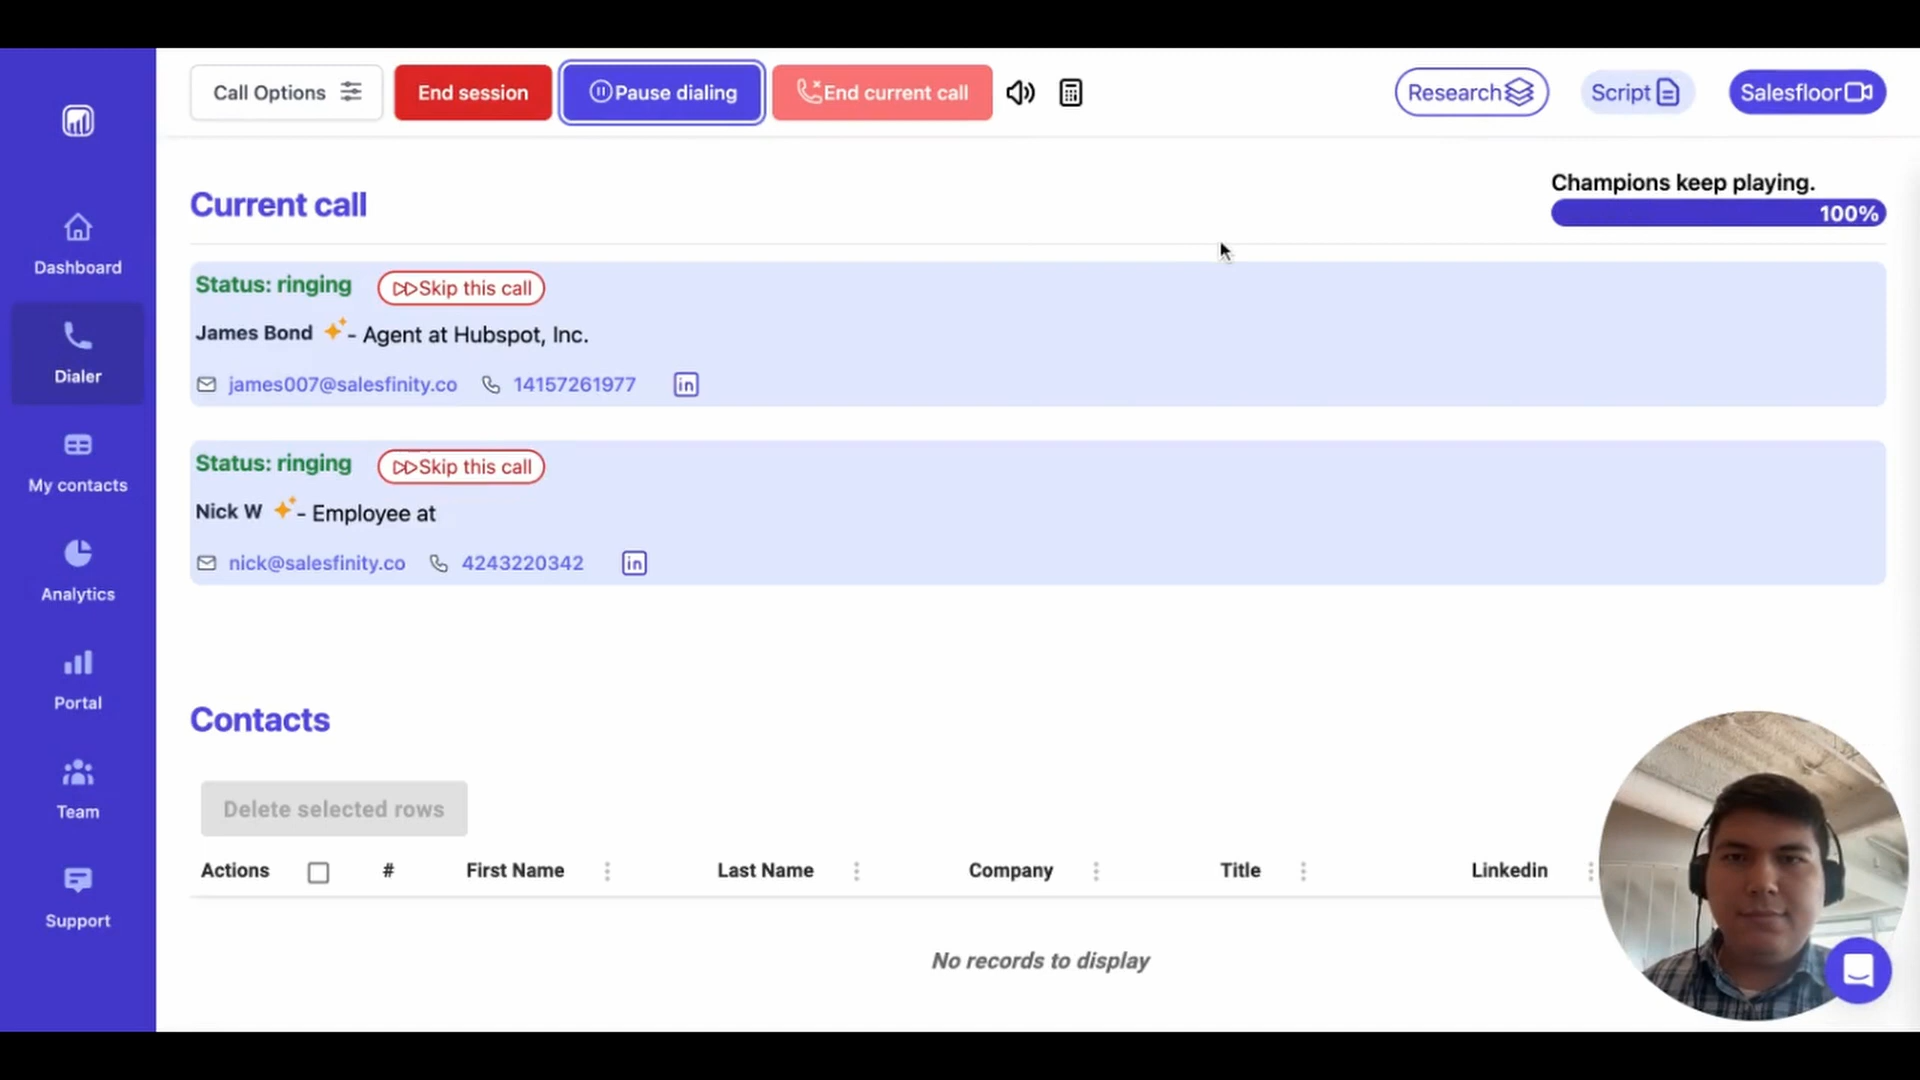 Call Options
End session
Pause dialing
End current call
Research
Script
Salesfloor
Dashboard
Dialer
My contacts
Analytics
Portal
Team
Support
Current call
Champions keep playing.
100%
Status: ringing
Skip this call
James Bond - Agent at Hubspot, Inc.
james007@salesfinity.co 14157261977 in
Status: ringing
Skip this call
Nick W - Employee at
nick@salesfinity.co 4243220342 in
Contacts
Delete selected rows
Actions # First Name Last Name Company Title Linkedin
No records to display